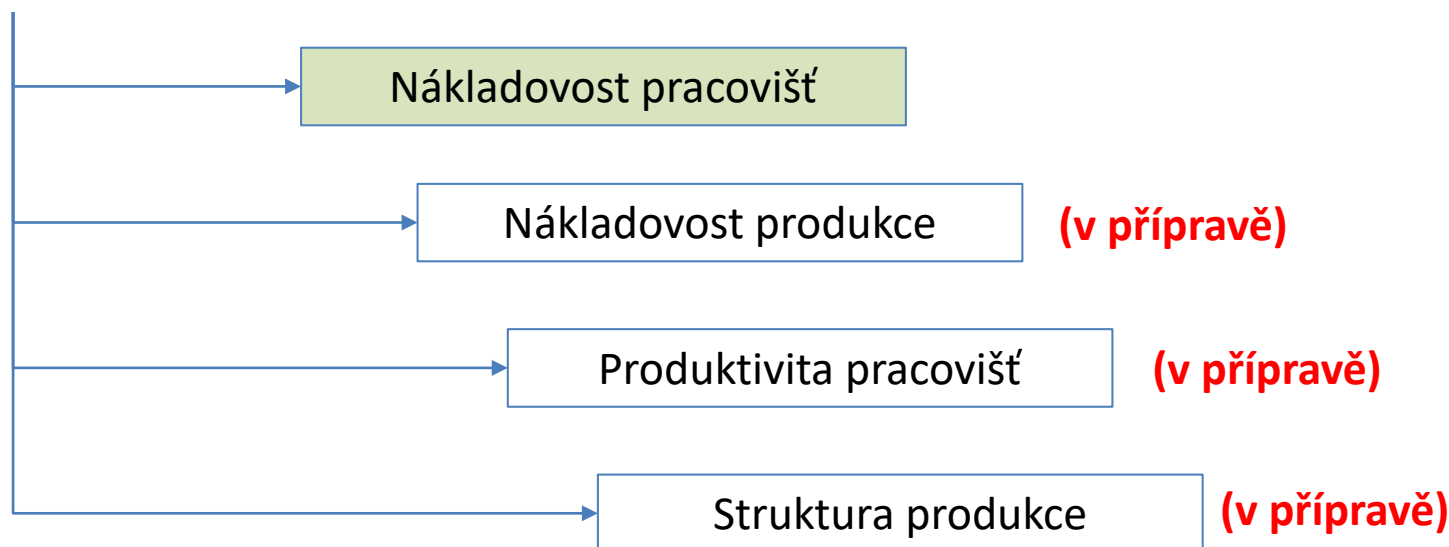 Nákladovost pracovišť
Nákladovost produkce (v přípravě)
Produktivita pracovišť (v přípravě)
Struktura produkce (v přípravě)